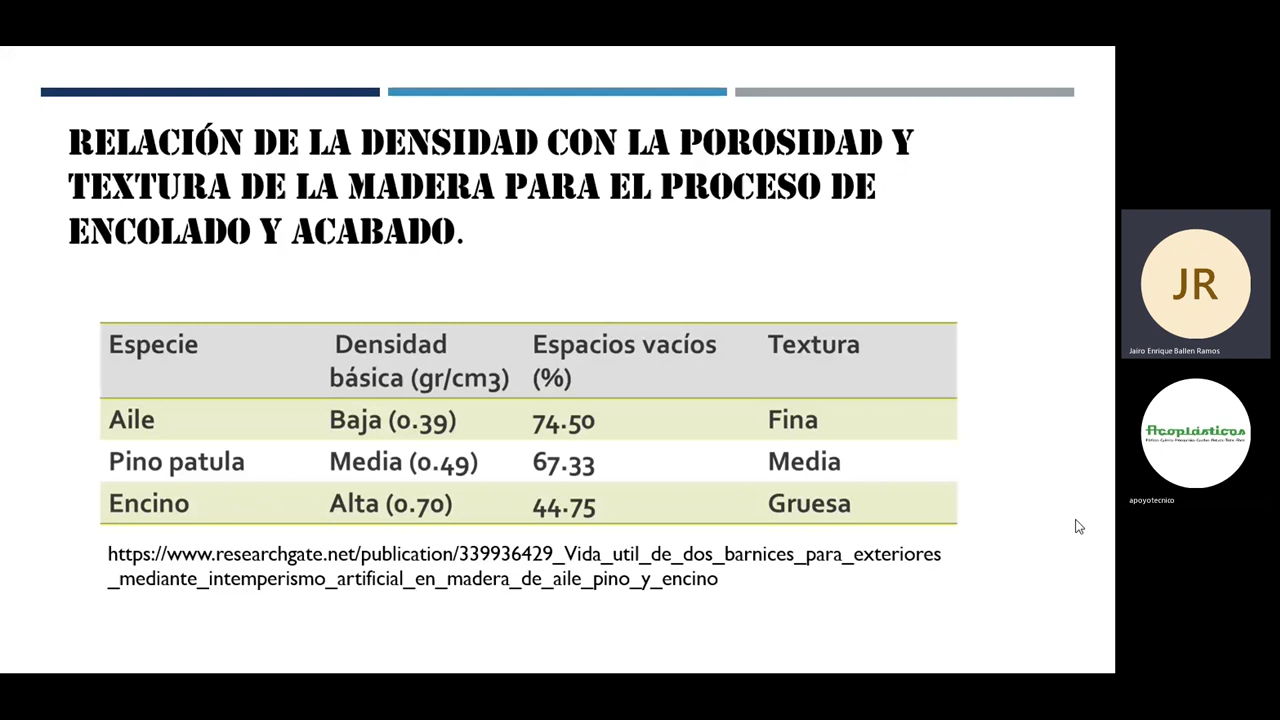 RELACIÓN DE LA DENSIDAD CON LA POROSIDAD Y
TEXTURA DE LA MADERA PARA EL PROCESO DE
ENCOLADO Y ACABADO.
Especie Densidad básica (gr/cm3) Espacios vacíos (%) Textura
Aile Baja (0.39) 74.50 Fina
Pino patula Media (0.49) 67.33 Media
Encino Alta (0.70) 44.75 Gruesa
https://www.researchgate.net/publication/339936429_Vida_util_de_dos_barnices_para_exteriores
_mediante_intemperismo_artificial_en_madera_de_aile_pino_y_encino
JR
Jairo Enrique Ballen Ramos
Acoplásticos
apoyotecnico